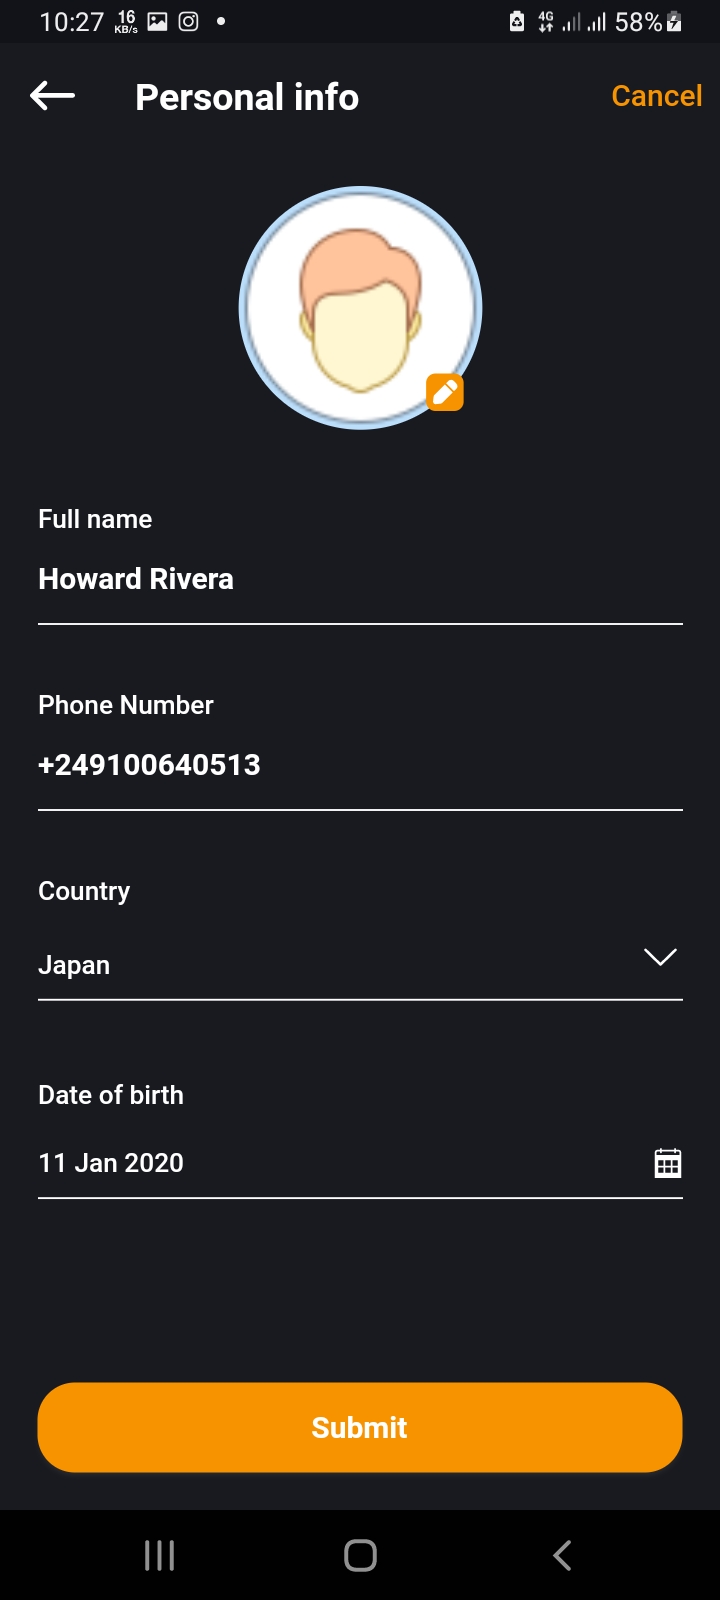 10:27 16 KB/s 4G 58%
Personal info Cancel
Full name
Howard Rivera
Phone Number
+249100640513
Country
Japan
Date of birth
11 Jan 2020
Submit